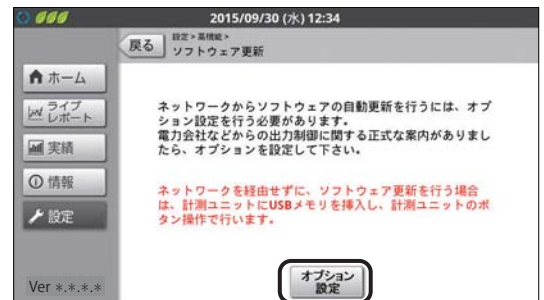 2015/09/30 (水) 12:34
戻る
設定 > 高機能 >
ソフトウェア更新
ホーム
ライブ
レポート
実績
情報
設定
Ver *.*.*.*
ネットワークからソフトウェアの自動更新を行うには、オプ
ション設定を行う必要があります。
電力会社などからの出力制御に関する正式な案内がありまし
たら、オプションを設定して下さい。
ネットワークを経由せずに、ソフトウェア更新を行う場合
は、計測ユニットにUSBメモリを挿入し、計測ユニットのボ
タン操作で行います。
オプション
設定